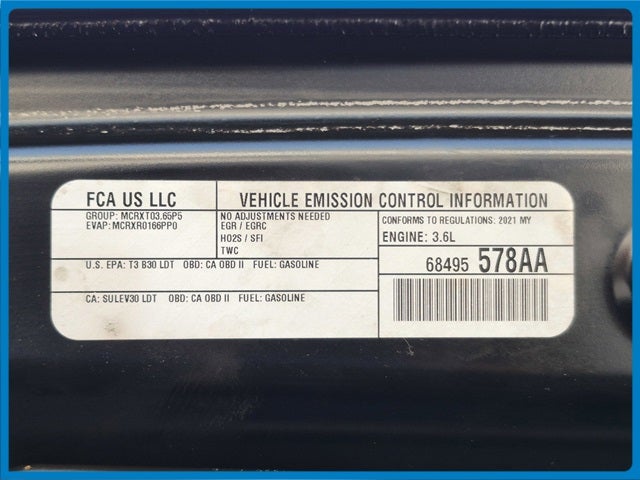 FCA US LLC
VEHICLE EMISSION CONTROL INFORMATION
GROUP: MCRXT03.65P5
EVAP: MCRXR0166PP0
NO ADJUSTMENTS NEEDED
EGR / EGRC
HO2S / SFI
TWC
CONFORMS TO REGULATIONS: 2021 MY
ENGINE: 3.6L
U.S. EPA: T3 B30 LDT OBD: CA OBD II FUEL: GASOLINE
68495 578AA
CA: SULEV30 LDT OBD: CA OBD II FUEL: GASOLINE